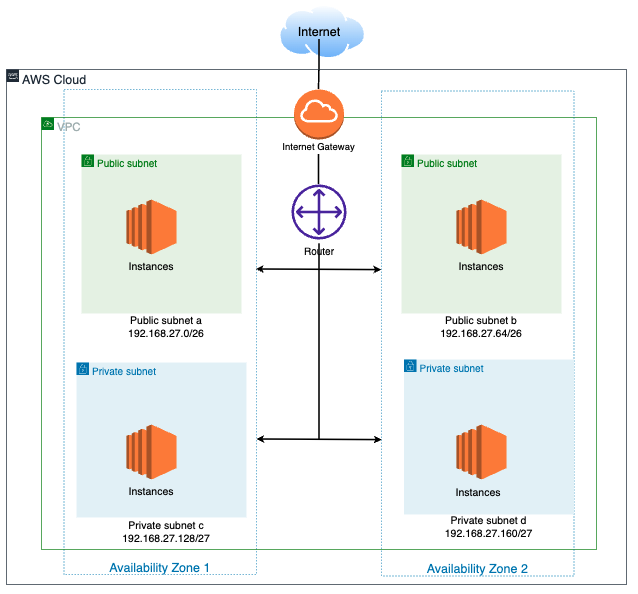 Internet
AWS Cloud
VPC
Internet Gateway
Public subnet
Public subnet
Instances
Instances
Router
Public subnet a
192.168.27.0/26
Public subnet b
192.168.27.64/26
Private subnet
Private subnet
Instances
Instances
Private subnet c
192.168.27.128/27
Private subnet d
192.168.27.160/27
Availability Zone 1
Availability Zone 2